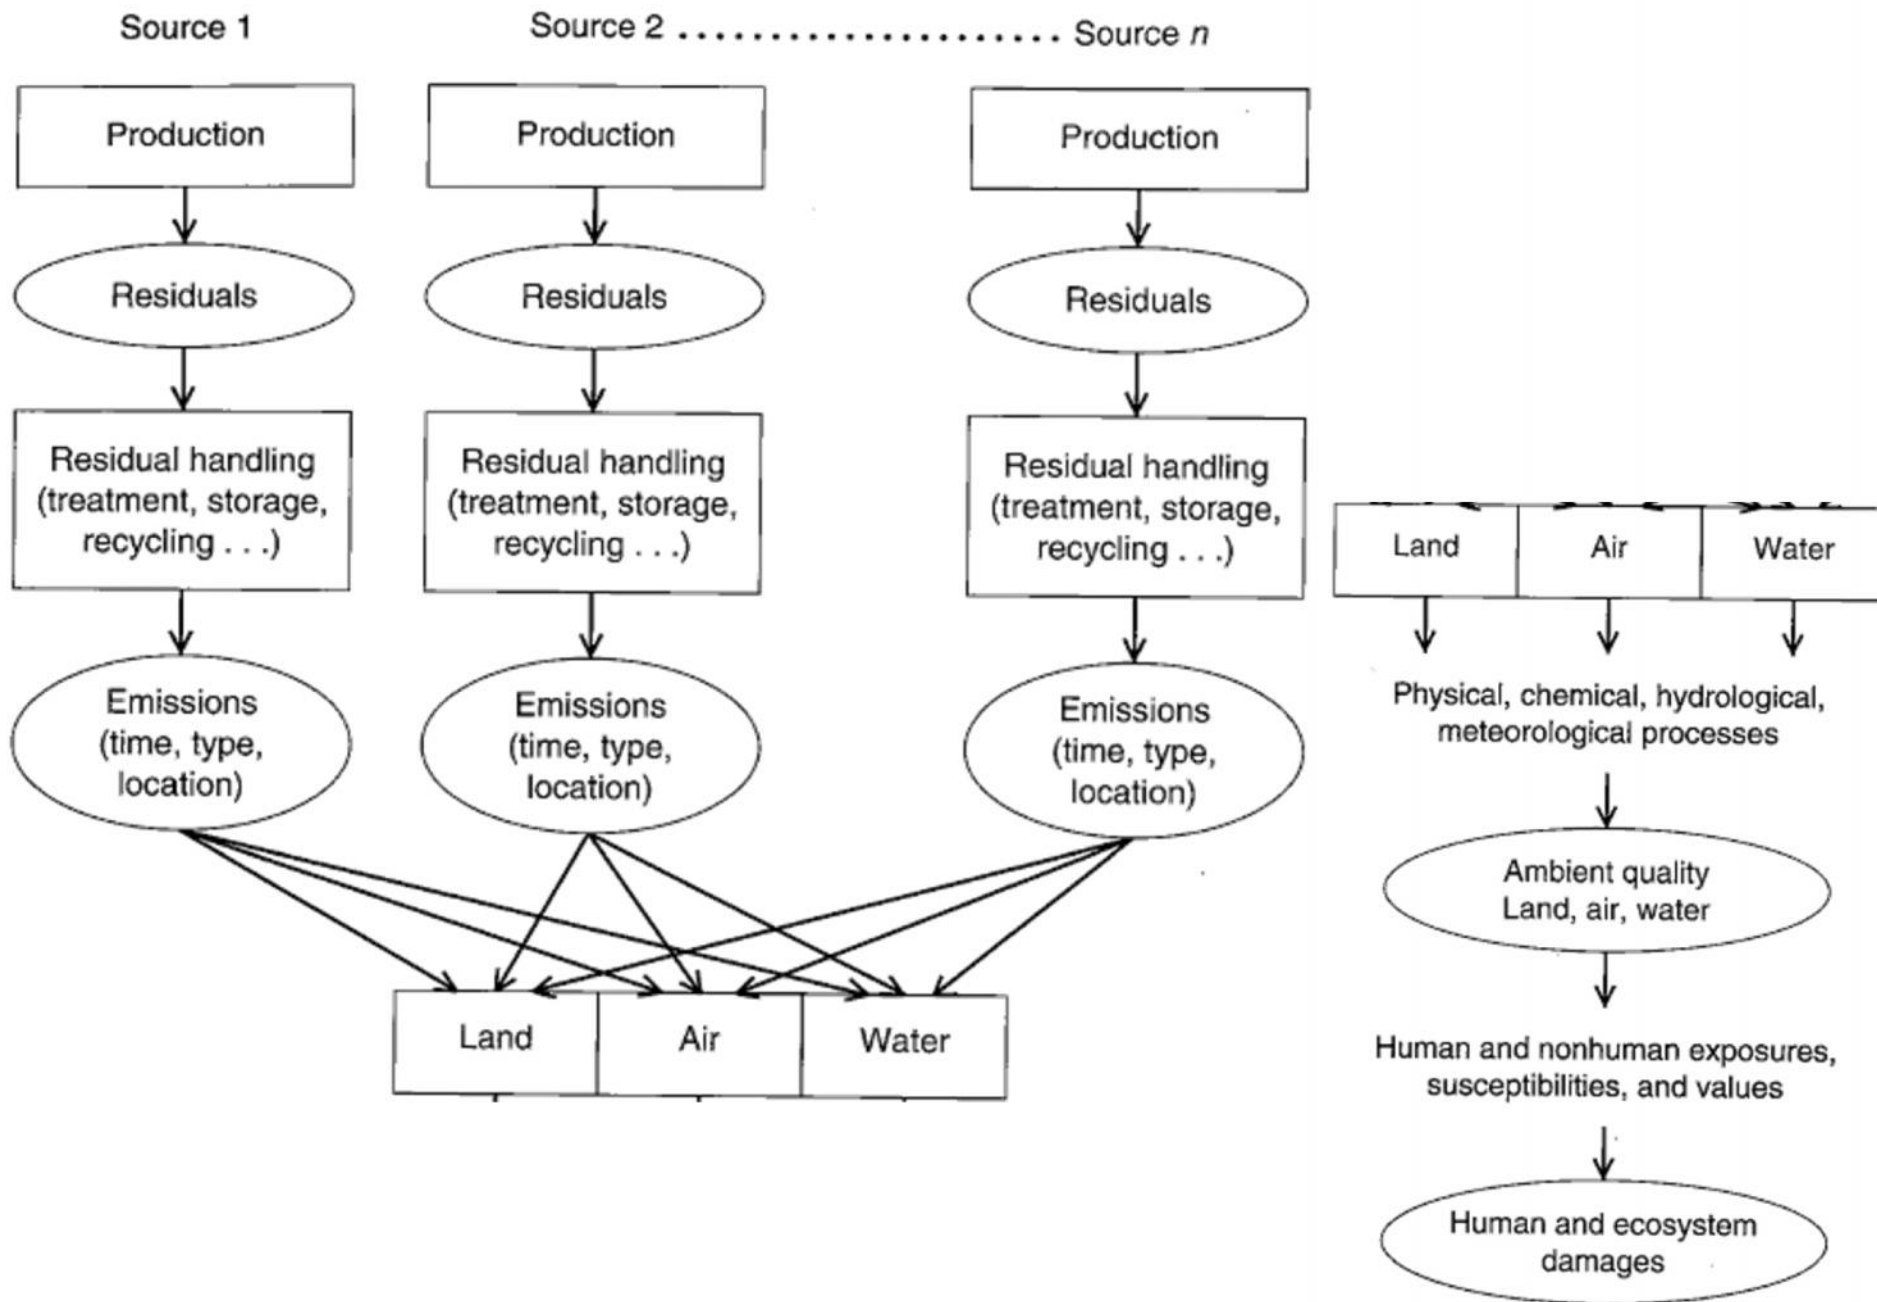 Source 1
Source 2 ..................... Source n
Production
Production
Production
Residuals
Residuals
Residuals
Residual handling
(treatment, storage,
recycling . . .)
Residual handling
(treatment, storage,
recycling . . .)
Residual handling
(treatment, storage,
recycling . . .)
Emissions
(time, type,
location)
Emissions
(time, type,
location)
Emissions
(time, type,
location)
Land
Air
Water
Land
Air
Water
Physical, chemical, hydrological,
meteorological processes
Ambient quality
Land, air, water
Human and nonhuman exposures,
susceptibilities, and values
Human and ecosystem
damages